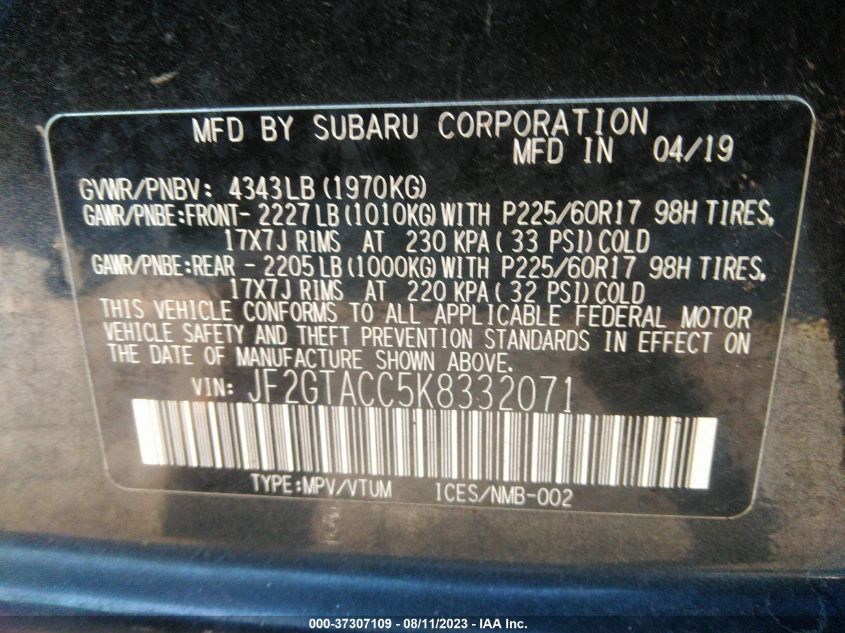 MFD BY SUBARU CORPORATION
MFD IN 04/19
GVWR/PNBV: 4343LB (1970KG)
GAWR/PNBE:FRONT- 2227LB (1010KG) WITH P225/60R17 98H TIRES,
17X7J RIMS AT 230 KPA ( 33 PSI) COLD
GAWR/PNBE:REAR - 2205LB (1000KG) WITH P225/60R17 98H TIRES,
17X7J RIMS AT 220 KPA ( 32 PSI) COLD
THIS VEHICLE CONFORMS TO ALL APPLICABLE FEDERAL MOTOR
VEHICLE SAFETY AND THEFT PREVENTION STANDARDS IN EFFECT ON
THE DATE OF MANUFACTURE SHOWN ABOVE.
VIN: JF2GTACC5K8332071
TYPE:MPV/VTUM ICES/NMB-002
000-37307109 - 08/11/2023 - IAA Inc.